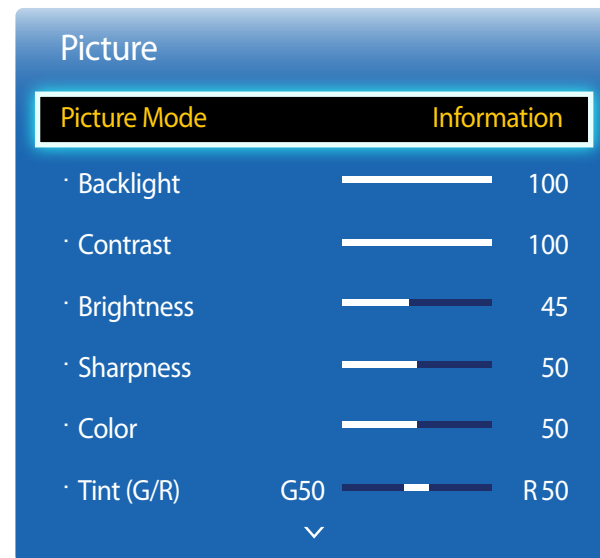 Picture
Picture Mode Information
· Backlight 100
· Contrast 100
· Brightness 45
· Sharpness 50
· Color 50
· Tint (G/R) G50 R50